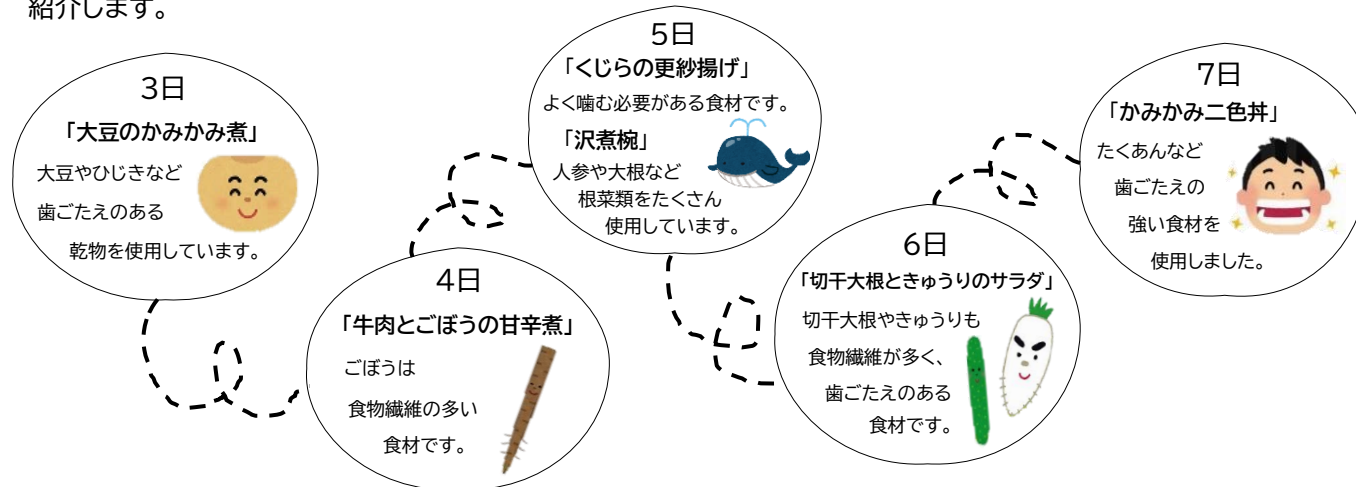 紹介します。
3日
「大豆のかみかみ煮」
大豆やひじきなど
歯ごたえのある
乾物を使用しています。
4日
「牛肉とごぼうの甘辛煮」
ごぼうは
食物繊維の多い
食材です。
5日
「くじらの更紗揚げ」
よく噛む必要がある食材です。
「沢煮椀」
人参や大根など
根菜類をたくさん
使用しています。
6日
「切干大根ときゅうりのサラダ」
切干大根やきゅうりも
食物繊維が多く、
歯ごたえのある
食材です。
7日
「かみかみ二色丼」
たくあんなど
歯ごたえの
強い食材を
使用しました。